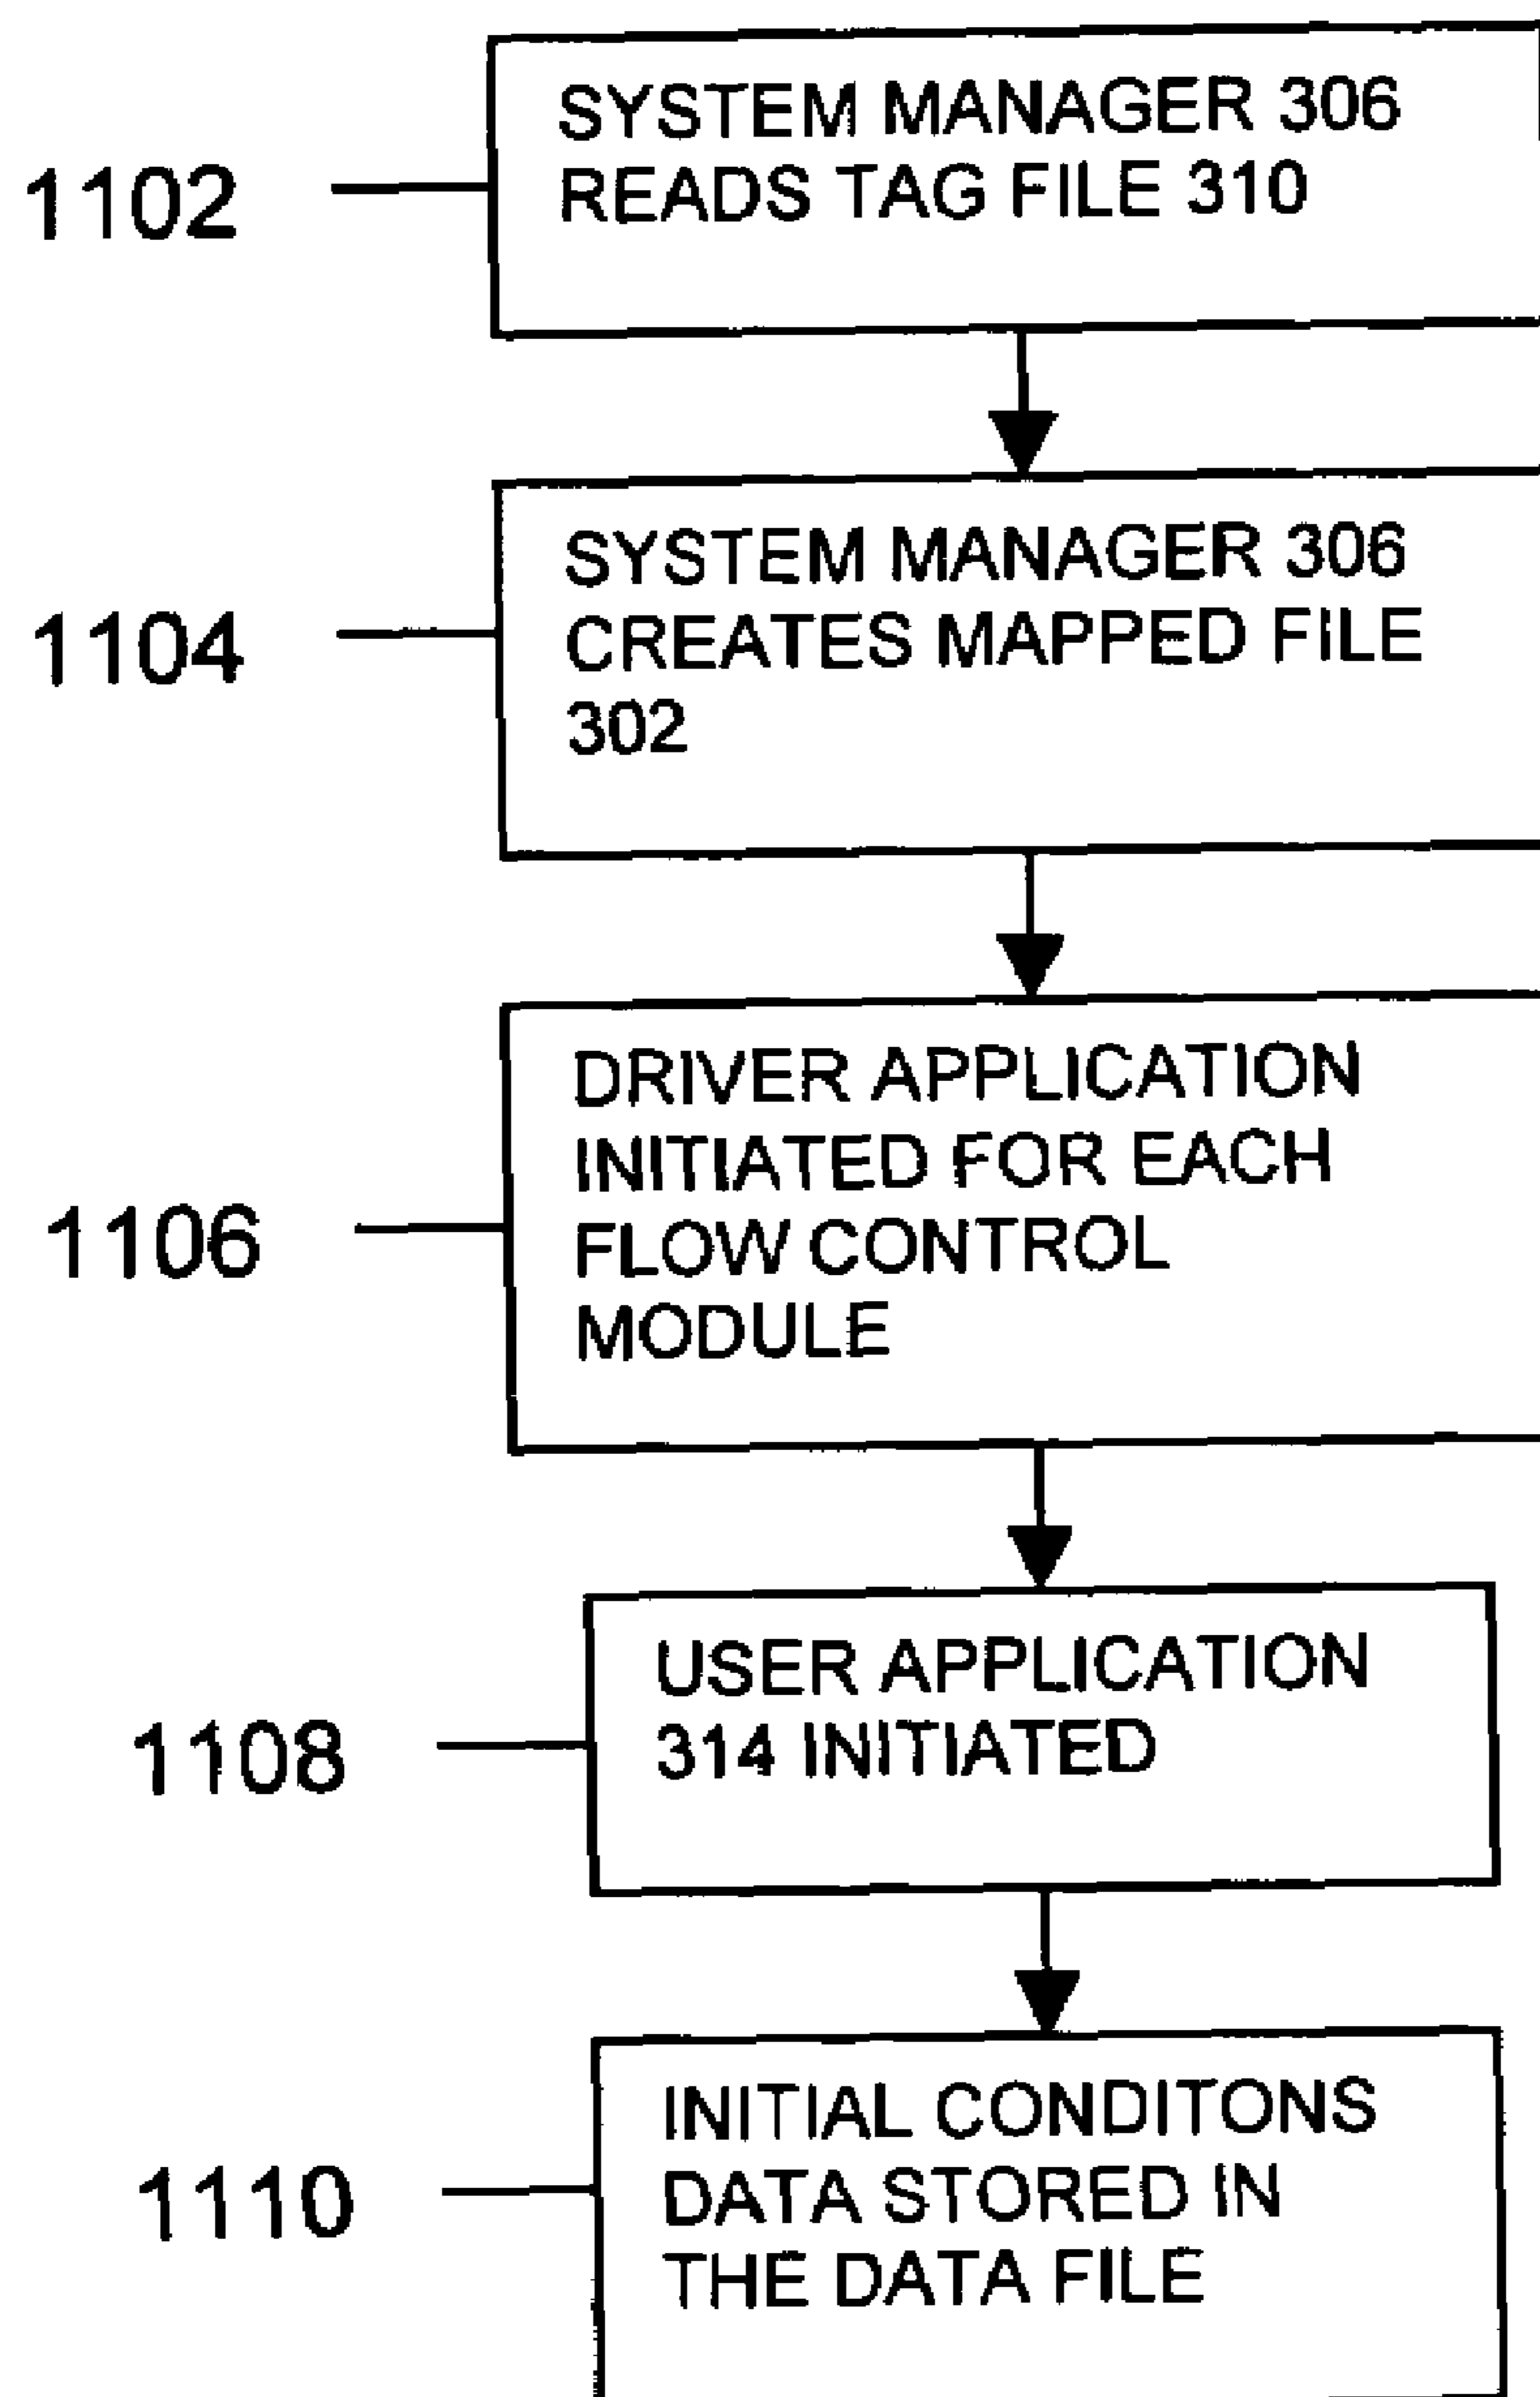 1102
SYSTEM MANAGER 306
READS TAG FILE 310
1104
SYSTEM MANAGER 306
CREATES MAPPED FILE
302
1106
DRIVER APPLICATION
INITIATED FOR EACH
FLOW CONTROL
MODULE
1108
USER APPLICATION
314 INITIATED
1110
INITIAL CONDITONS
DATA STORED IN
THE DATA FILE